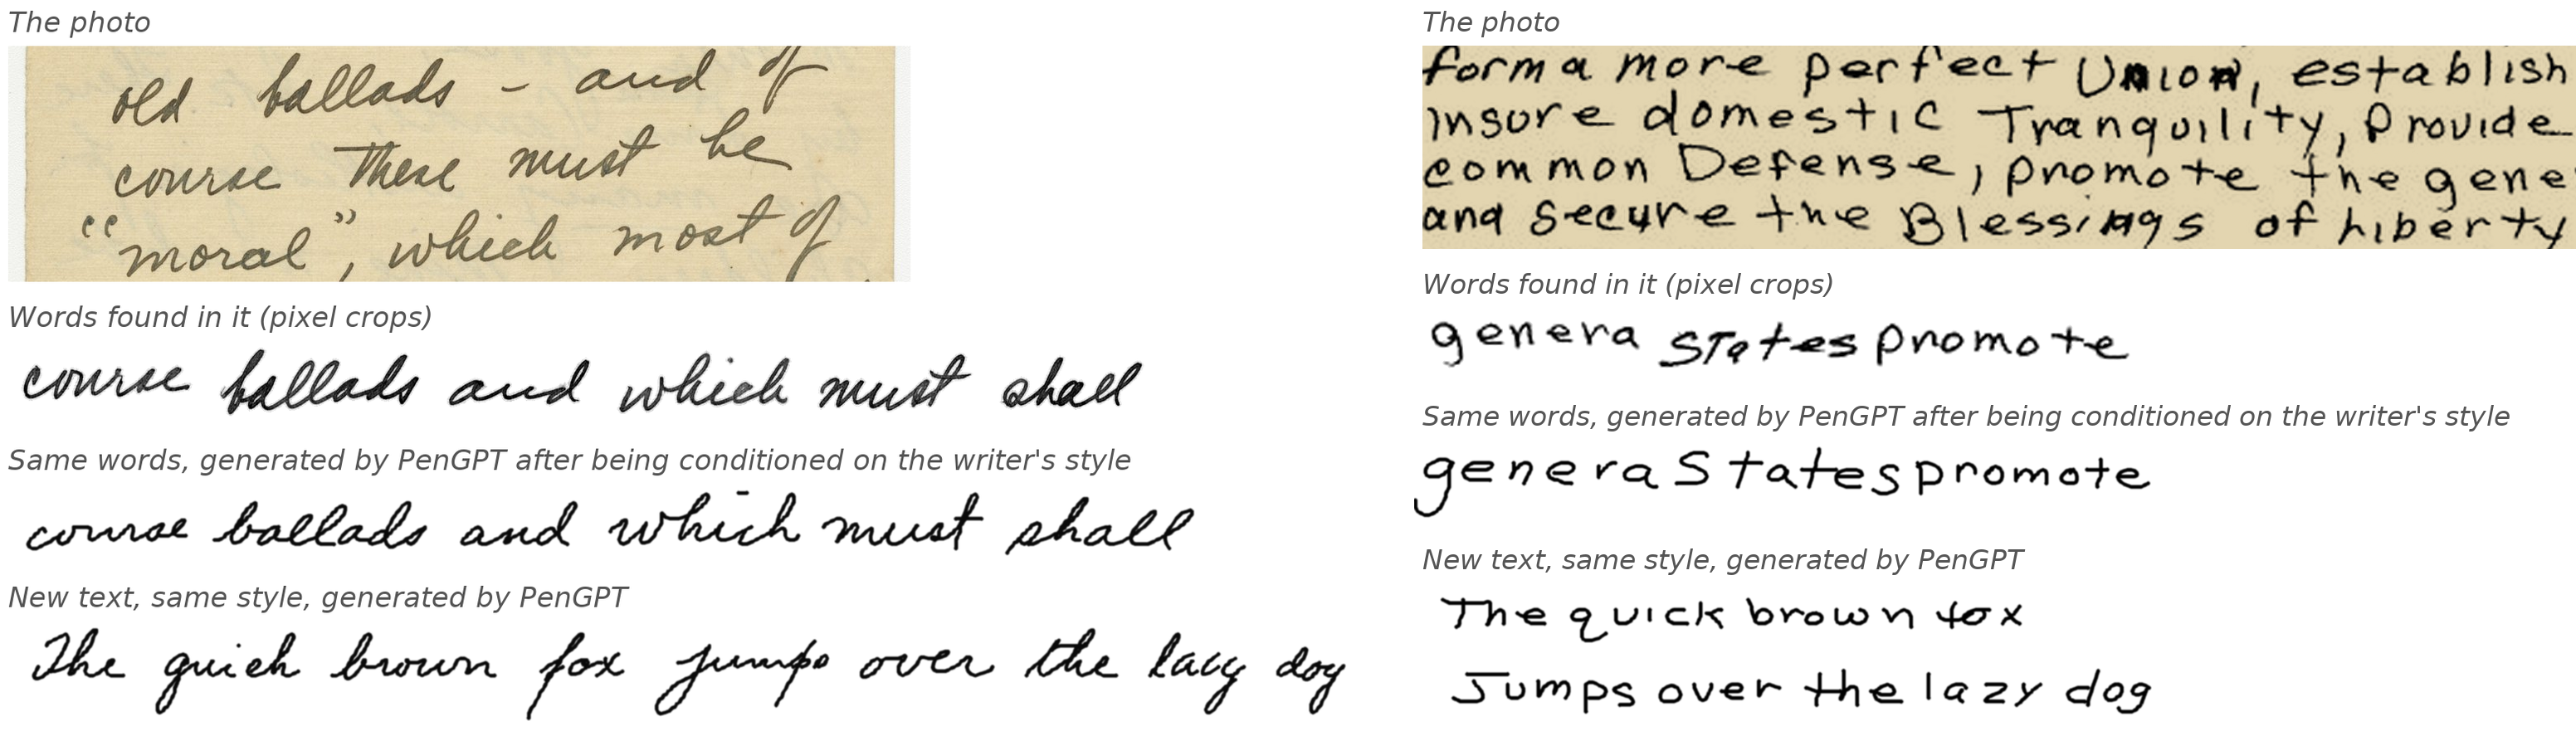 The photo
old ballads - and of
course these must be
"moral", which most of
Words found in it (pixel crops)
course ballads and which must shall
Same words, generated by PenGPT after being conditioned on the writer's style
course ballads and which must shall
New text, same style, generated by PenGPT
The quich brown fox jumps over the lacy dog
The photo
form a more perfect Union, establish
insure domestic Tranquility, Provide
common Defense, promote the gene
and secure the Blessings of Liberty
Words found in it (pixel crops)
genera STates promote
Same words, generated by PenGPT after being conditioned on the writer's style
genera States promote
New text, same style, generated by PenGPT
The quick brown fox
Jumps over the lazy dog